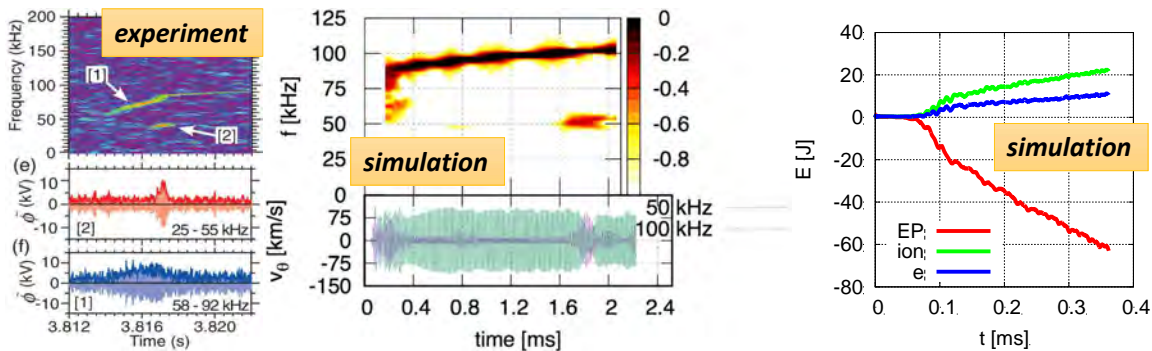 experiment
Frequency (kHz)
200
150
100
50
0
[1]
[2]
(e)
ϕ̃ (kV)
10
0
-10
[2]
25 - 55 kHz
(f)
ϕ̃ (kV)
10
0
-10
[1]
58 - 92 kHz
3.812
3.816
3.820
Time (s)
f [kHz]
125
100
75
50
25
0
-0.2
-0.4
-0.6
-0.8
simulation
vθ [km/s]
0
75
0
-75
-150
50 kHz
100 kHz
0
0.4
0.8
1.2
1.6
2.0
2.4
time [ms]
E [J]
40
20
0
-20
-40
-60
-80
simulation
EP
ion
e
0
0.1
0.2
0.3
0.4
t [ms]